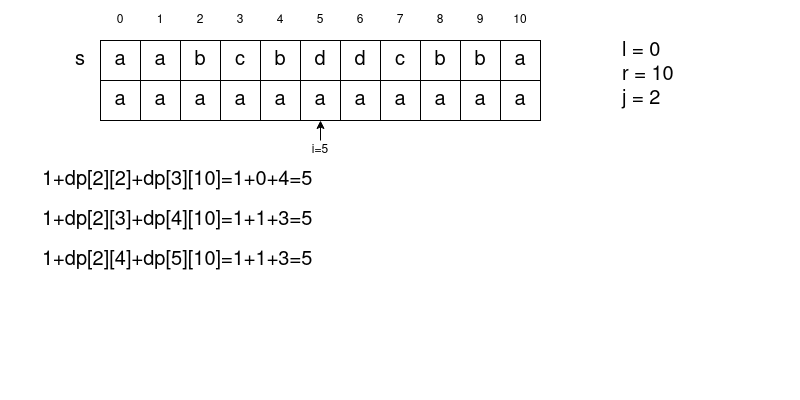 0 1 2 3 4 5 6 7 8 9 10
s a a b c b d d c b b a
a a a a a a a a a a a
l = 0
r = 10
j = 2
i=5
1+dp[2][2]+dp[3][10]=1+0+4=5
1+dp[2][3]+dp[4][10]=1+1+3=5
1+dp[2][4]+dp[5][10]=1+1+3=5